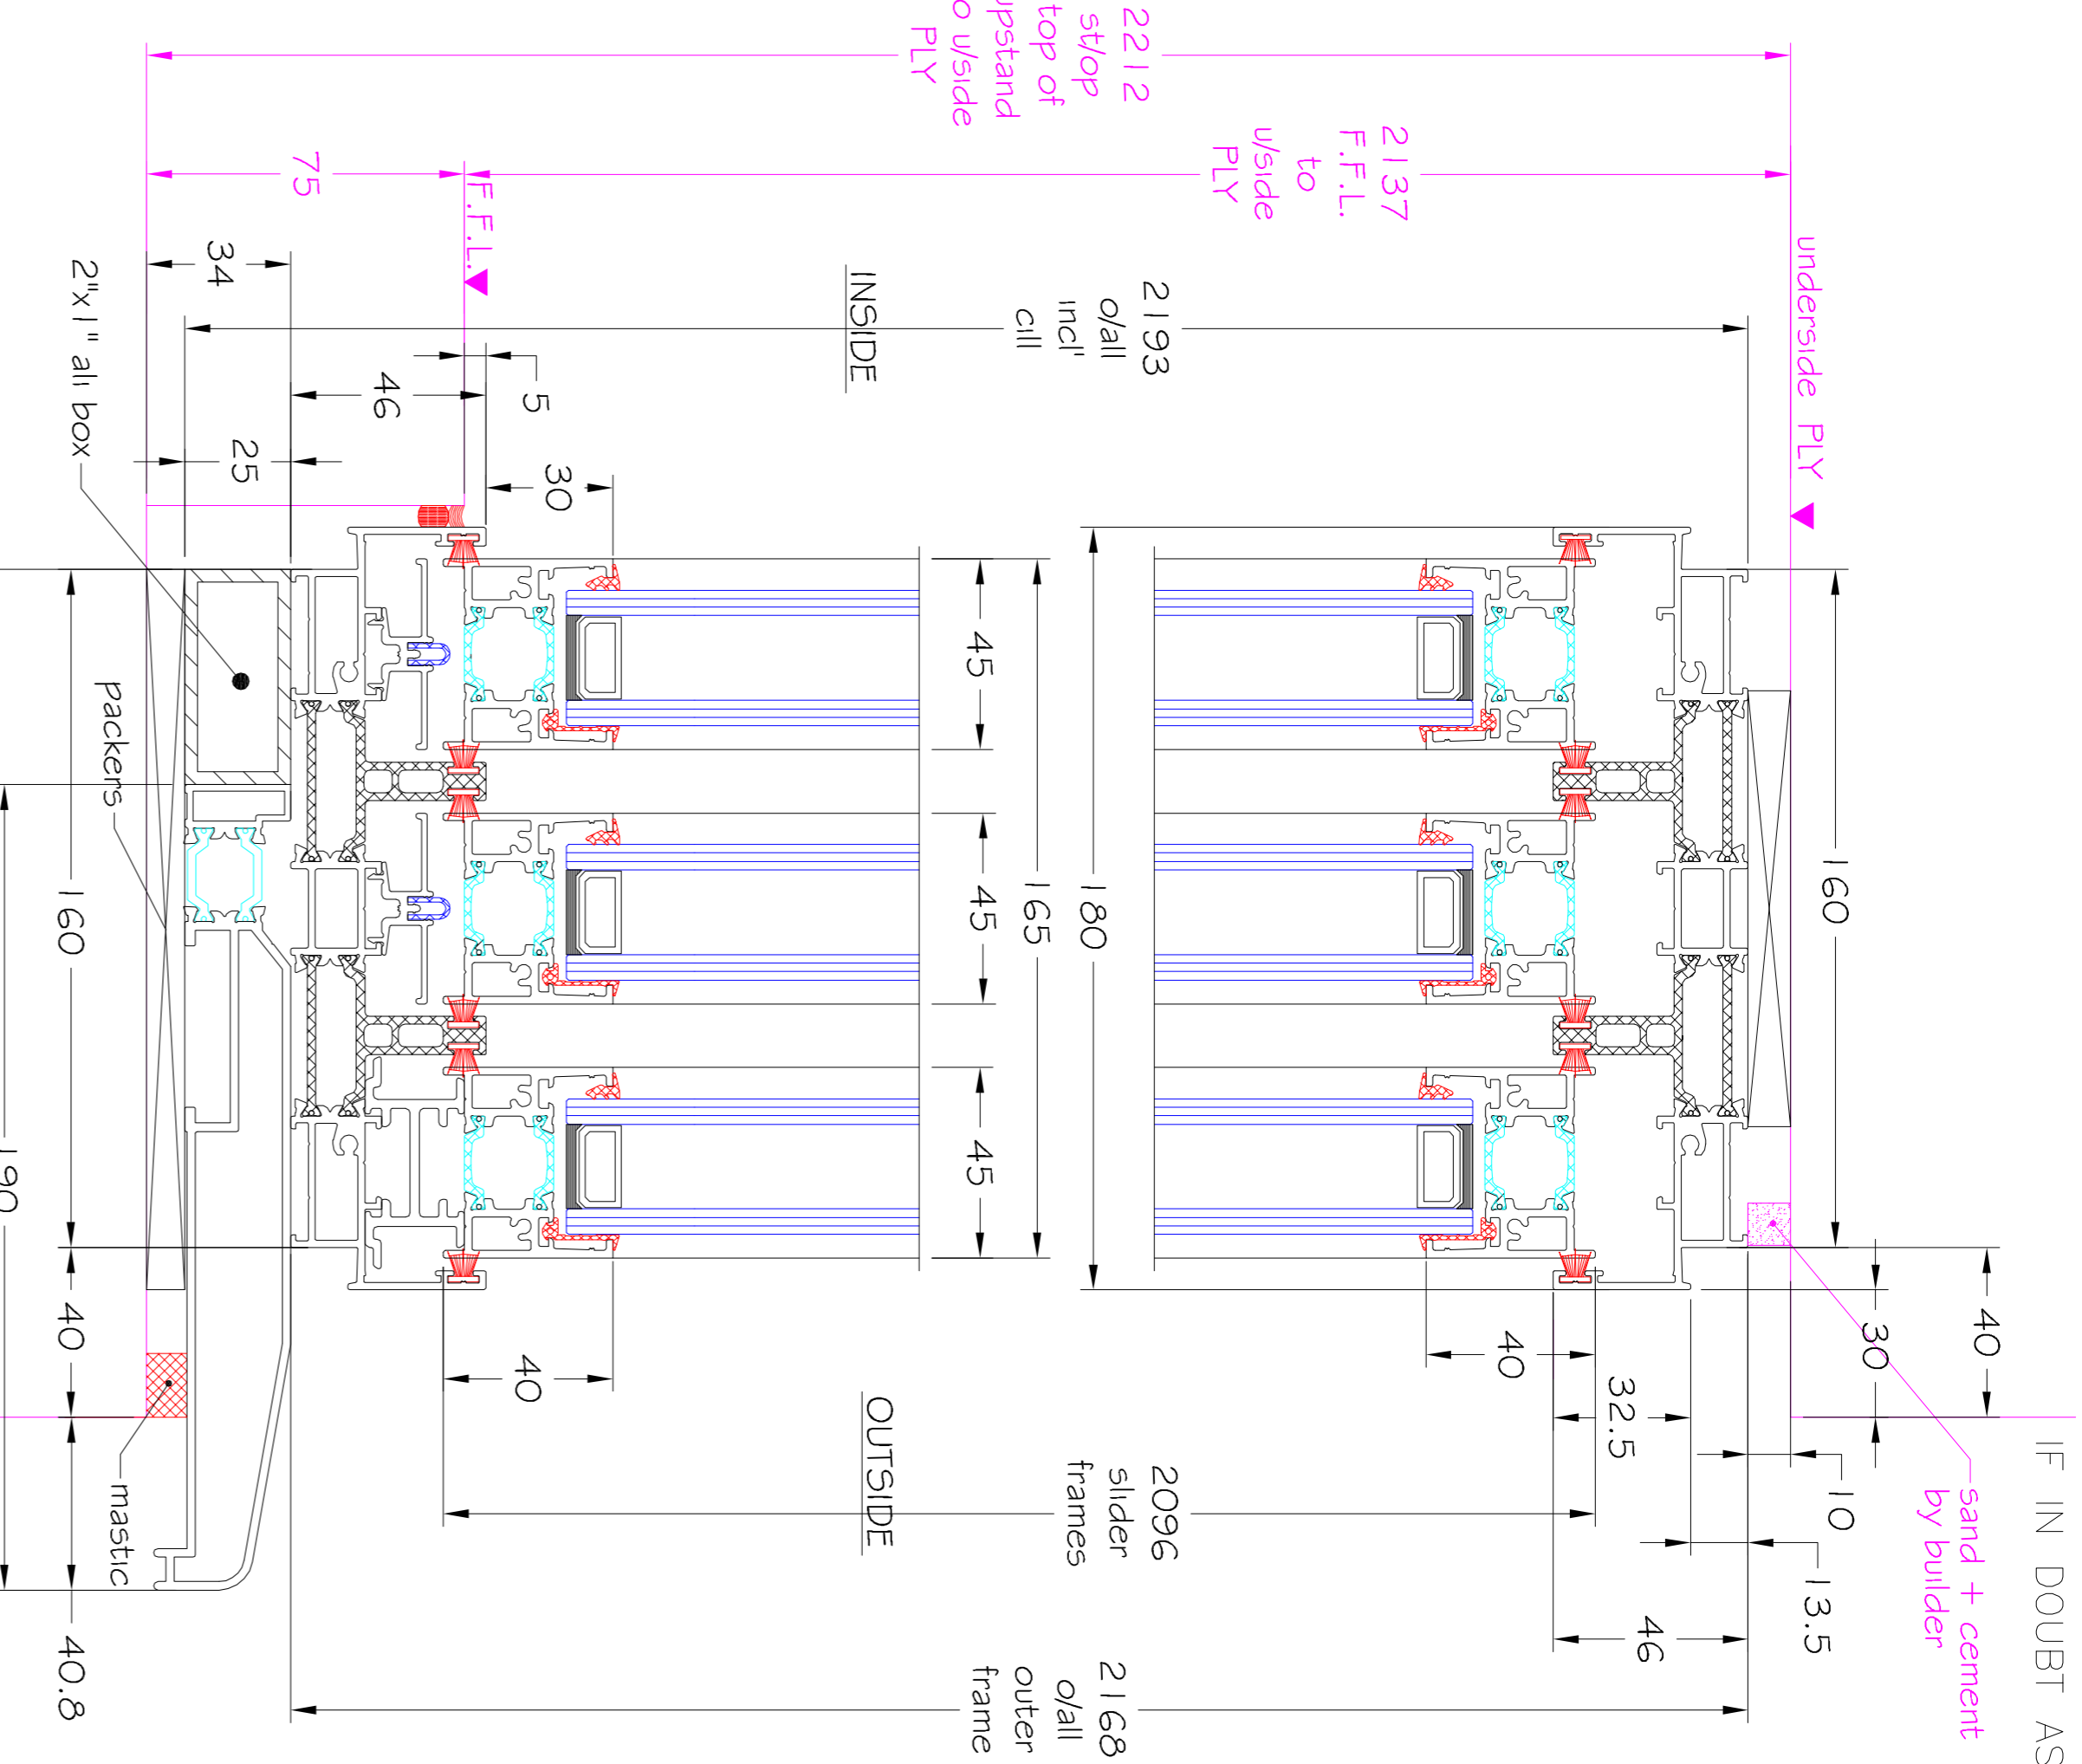 IF IN DOUBT AS
sand + cement
by builder
underside PLY
40
30
10
13.5
160
32.5
46
40
2137
F.F.L.
to
u/side
PLY
2212
st/op
top of
upstand
o u/side
PLY
2193
o/all
incl'
cill
180
165
45
45
45
2096
slider
frames
2168
o/all
outer
frame
INSIDE
OUTSIDE
F.F.L.
75
5
30
46
40
34
25
2"x1" ali box
packers
mastic
160
40
40.8
190